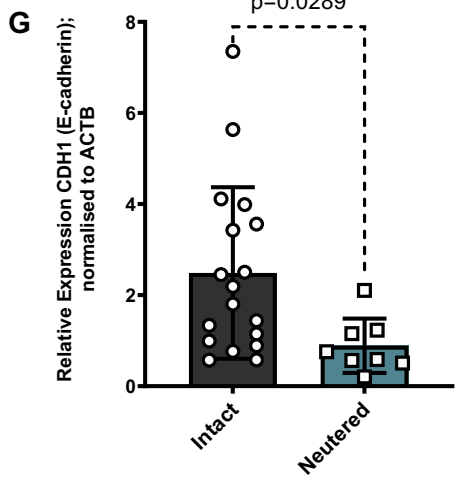 G
p=0.0289
Relative Expression CDH1 (E-cadherin);
normalised to ACTB
8
6
4
2
0
Intact
Neutered